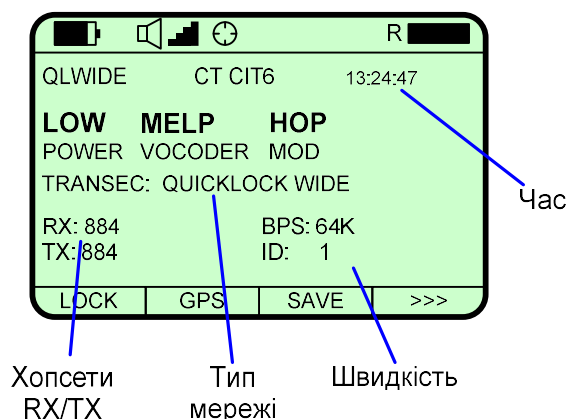 R
QLWIDE CT CIT6 13:24:47
LOW MELP HOP
POWER VOCODER MOD
TRANSEC: QUICKLOCK WIDE
Час
RX: 884 BPS: 64K
TX: 884 ID: 1
LOCK GPS SAVE >>>
Хопсети
RX/TX
Тип
мережі
Швидкість